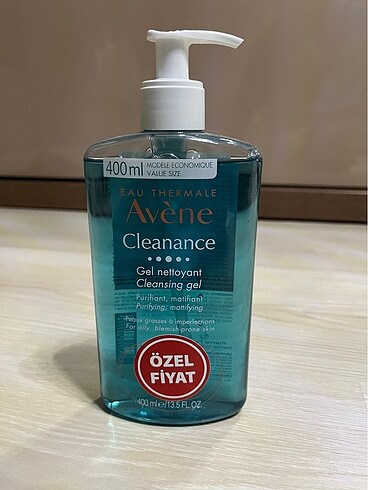 400ml MODÈLE ÉCONOMIQUE
VALUE SIZE
EAU THERMALE
Avène
Cleanance
Gel nettoyant
Cleansing gel
Purifiant, matifiant
Purifying, mattifying
Peaux grasses à imperfections
For oily, blemish-prone skin
ÖZEL
FİYAT
400 ml e/13.5 FL.OZ.